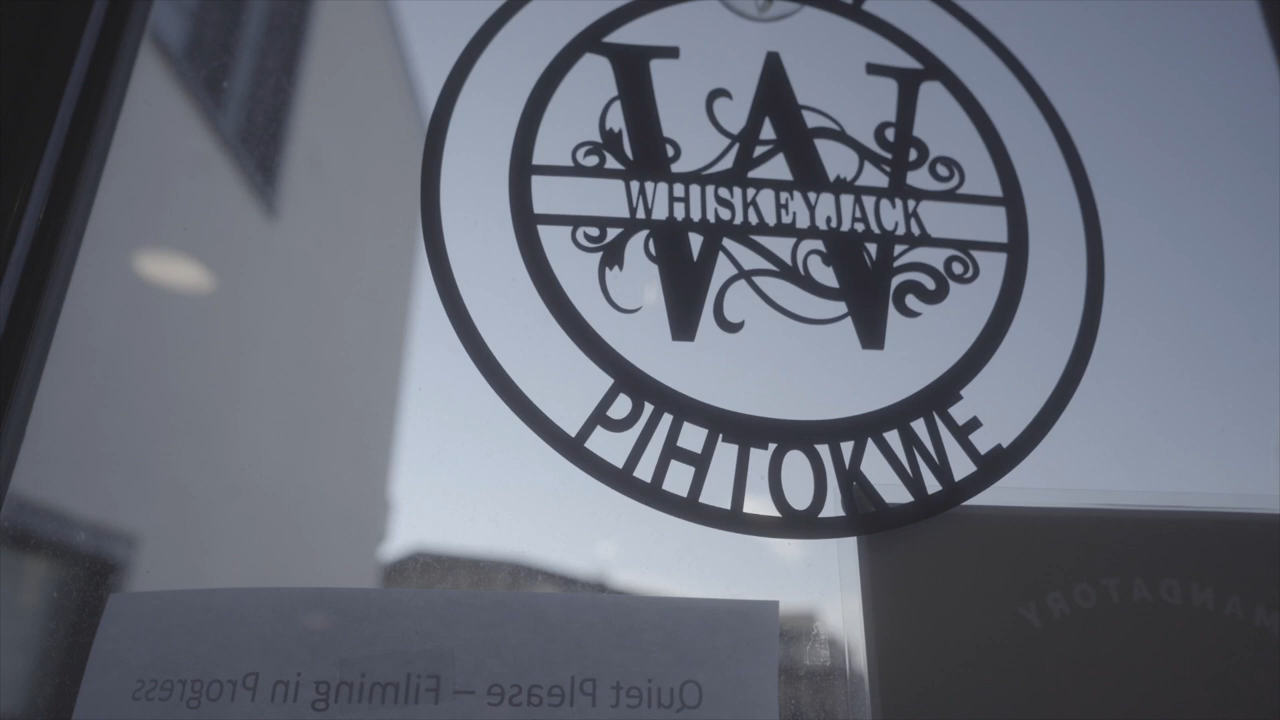 W
WHISKEYJACK
PIHTOKWE
MANDATORY
Quiet Please – Filming in Progress